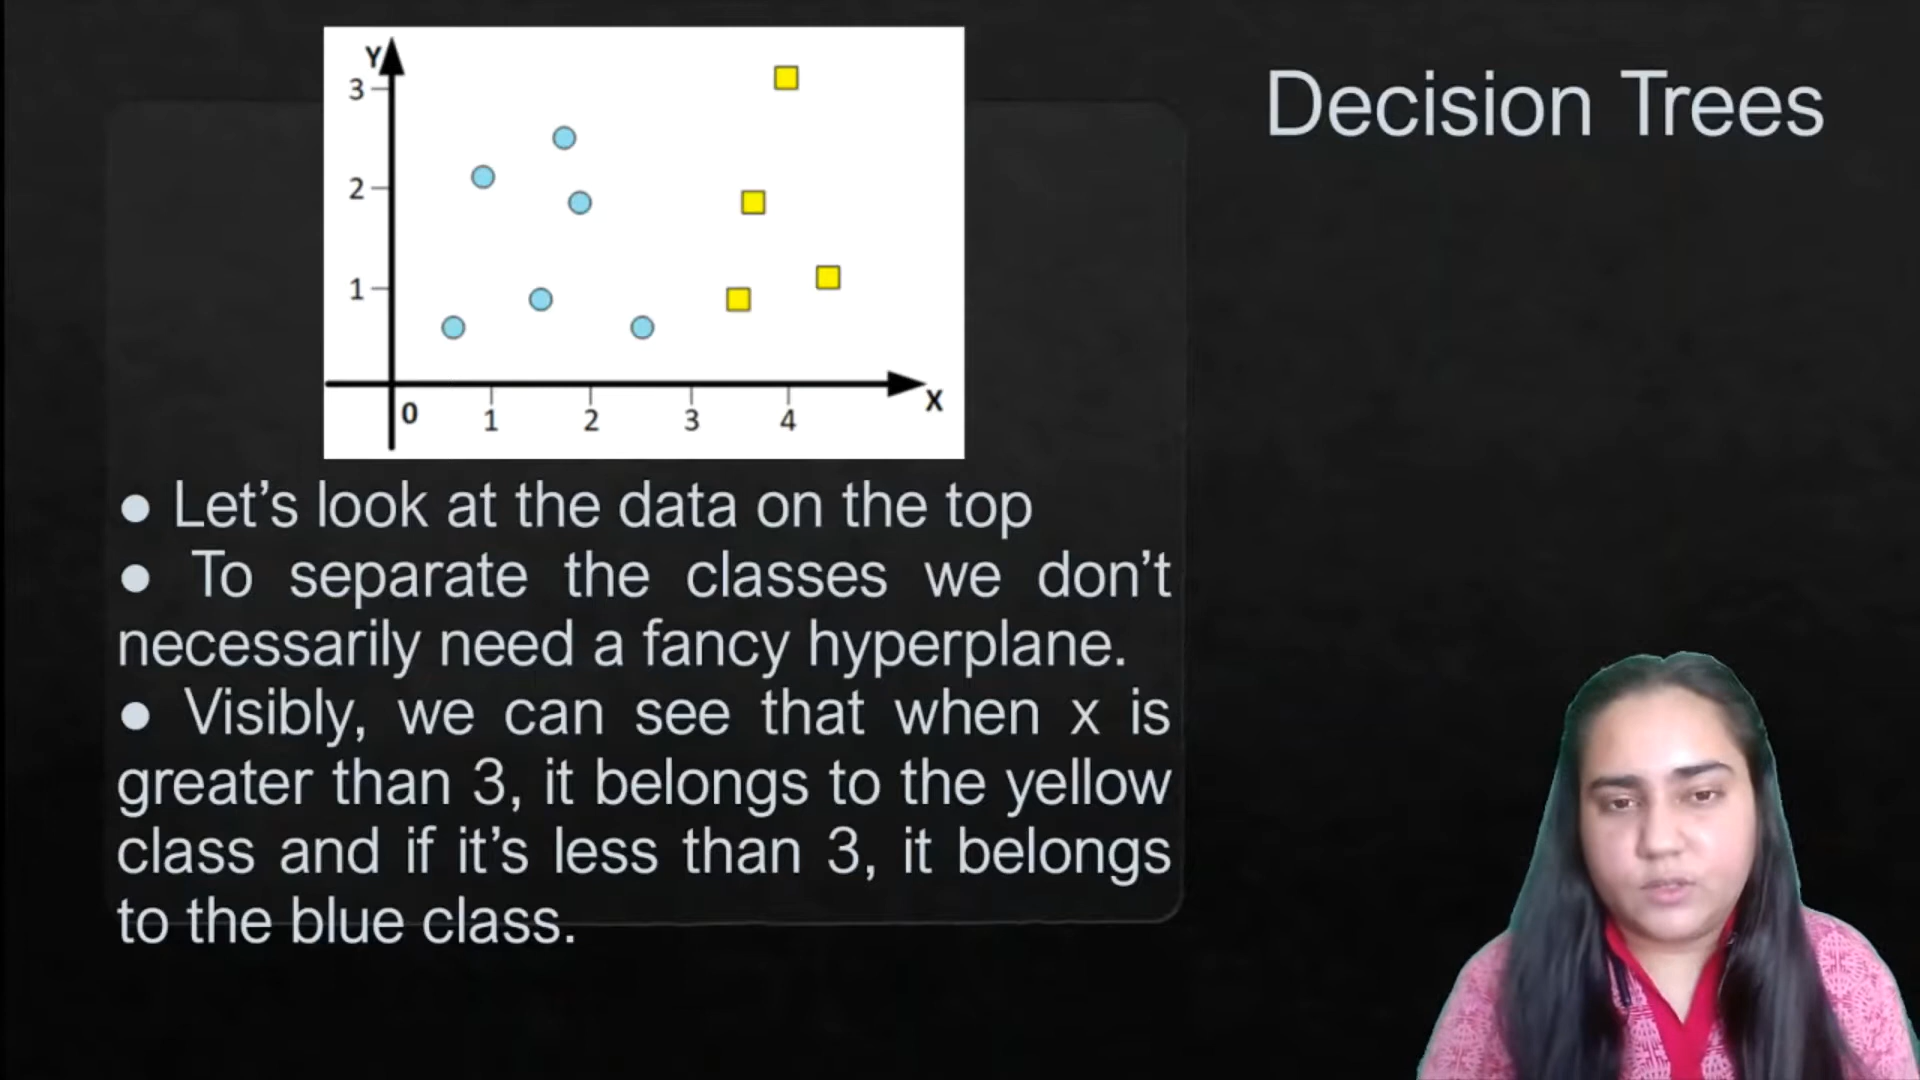 Decision Trees
Y
3
2
1
0
1 2 3 4
X
● Let’s look at the data on the top
● To separate the classes we don’t
necessarily need a fancy hyperplane.
● Visibly, we can see that when x is
greater than 3, it belongs to the yellow
class and if it’s less than 3, it belongs
to the blue class.